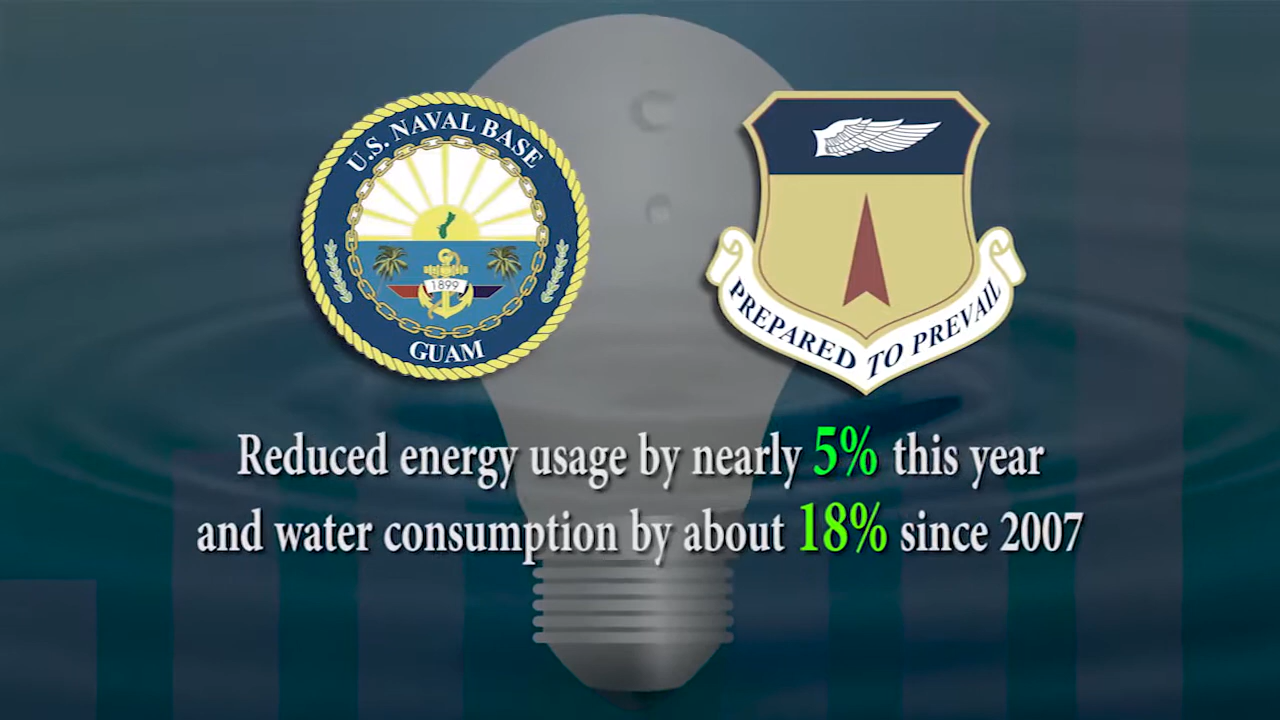 U.S. NAVAL BASE
1899
GUAM
PREPARED TO PREVAIL
Reduced energy usage by nearly 5% this year
and water consumption by about 18% since 2007